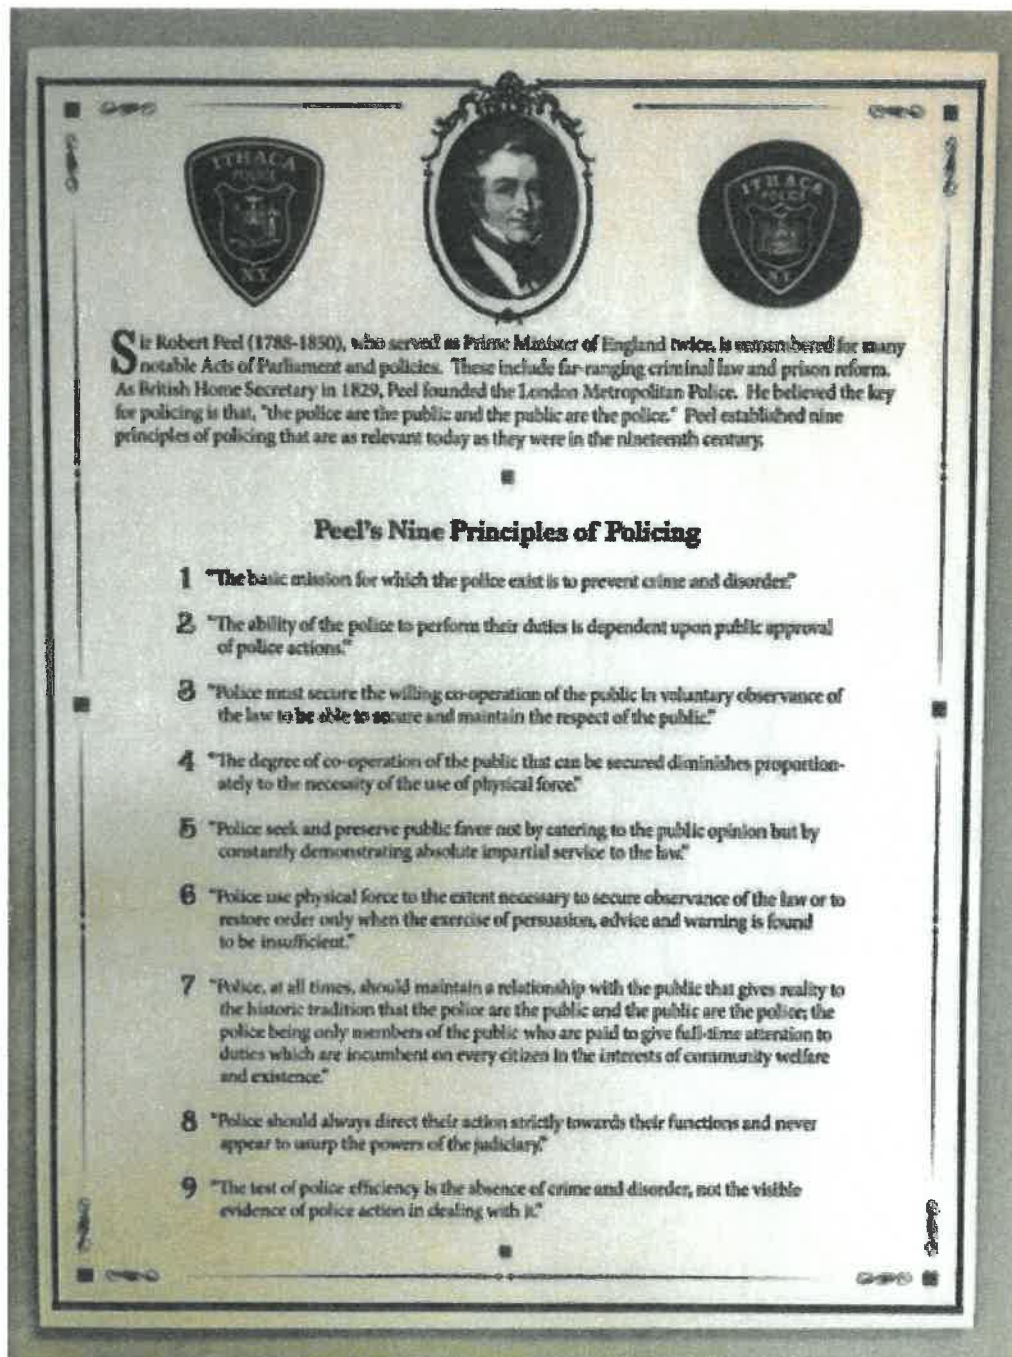 ITHACA
POLICE
N.Y.
ITHACA
POLICE
N.Y.
Sir Robert Peel (1788-1850), who served as Prime Minister of England twice, is remembered for many
notable Acts of Parliament and policies. These include far-ranging criminal law and prison reform.
As British Home Secretary in 1829, Peel founded the London Metropolitan Police. He believed the key
for policing is that, "the police are the public and the public are the police." Peel established nine
principles of policing that are as relevant today as they were in the nineteenth century.
Peel's Nine Principles of Policing
1 "The basic mission for which the police exist is to prevent crime and disorder."
2 "The ability of the police to perform their duties is dependent upon public approval
of police actions."
3 "Police must secure the willing co-operation of the public in voluntary observance of
the law to be able to secure and maintain the respect of the public."
4 "The degree of co-operation of the public that can be secured diminishes proportion-
ately to the necessity of the use of physical force."
5 "Police seek and preserve public favor not by catering to the public opinion but by
constantly demonstrating absolute impartial service to the law."
6 "Police use physical force to the extent necessary to secure observance of the law or to
restore order only when the exercise of persuasion, advice and warning is found
to be insufficient."
7 "Police, at all times, should maintain a relationship with the public that gives reality to
the historic tradition that the police are the public and the public are the police; the
police being only members of the public who are paid to give full-time attention to
duties which are incumbent on every citizen in the interests of community welfare
and existence."
8 "Police should always direct their action strictly towards their functions and never
appear to usurp the powers of the judiciary."
9 "The test of police efficiency is the absence of crime and disorder, not the visible
evidence of police action in dealing with it."